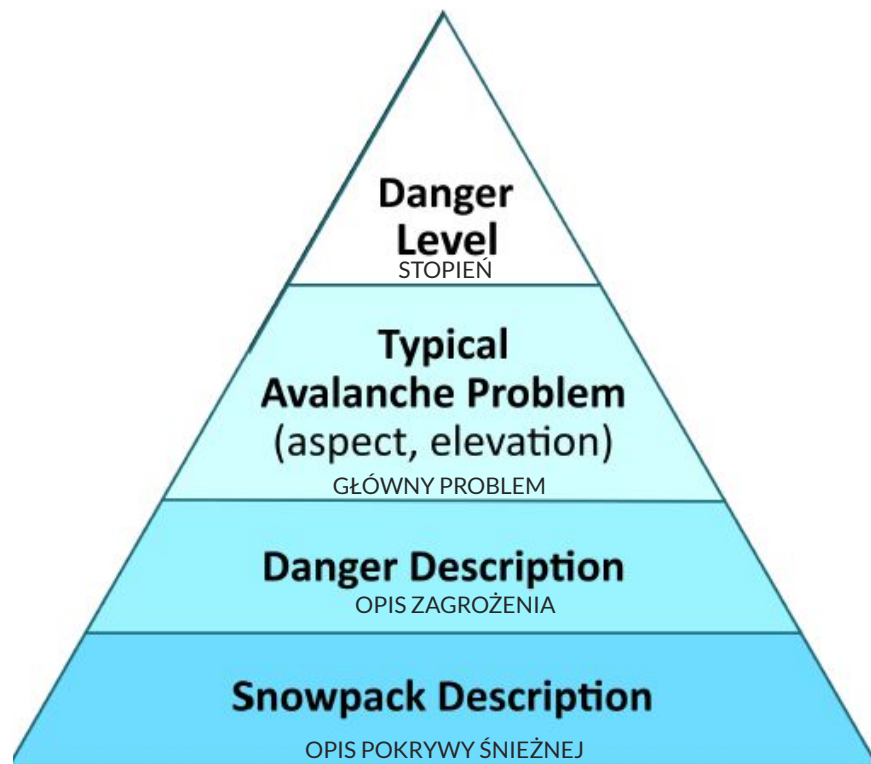 Danger
Level
STOPIEŃ
Typical
Avalanche Problem
(aspect, elevation)
GŁÓWNY PROBLEM
Danger Description
OPIS ZAGROŻENIA
Snowpack Description
OPIS POKRYWY ŚNIEŻNEJ